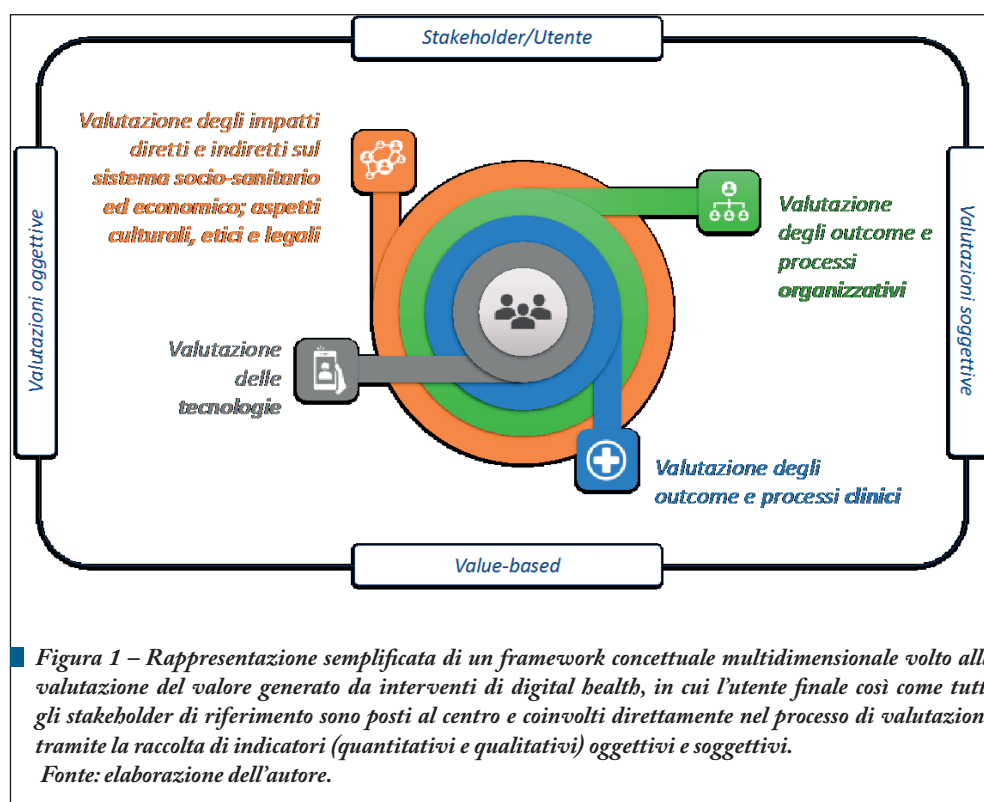 Stakeholder/Utente
Valutazioni oggettive
Valutazione degli impatti
diretti e indiretti sul
sistema socio-sanitario
ed economico; aspetti
culturali, etici e legali
Valutazione
degli outcome e
processi
organizzativi
Valutazioni soggettive
Valutazione
delle
tecnologie
Valutazione degli
outcome e processi clinici
Value-based
Figura 1 – Rappresentazione semplificata di un framework concettuale multidimensionale volto alla
valutazione del valore generato da interventi di digital health, in cui l'utente finale così come tutt
gli stakeholder di riferimento sono posti al centro e coinvolti direttamente nel processo di valutazion
tramite la raccolta di indicatori (quantitativi e qualitativi) oggettivi e soggettivi.
Fonte: elaborazione dell'autore.